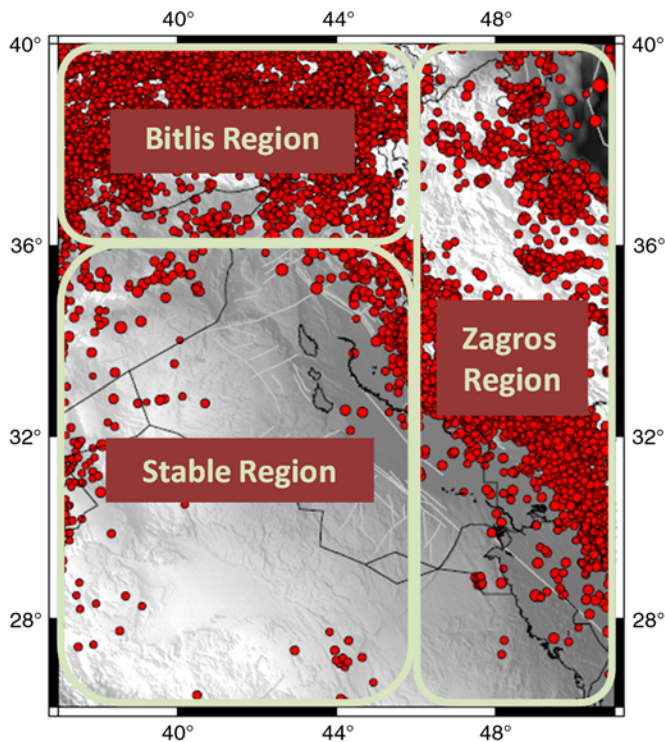 40° 44° 48°
40° 40°
Bitlis Region
36° 36°
Zagros
Region
32° 32°
Stable Region
28° 28°
40° 44° 48°